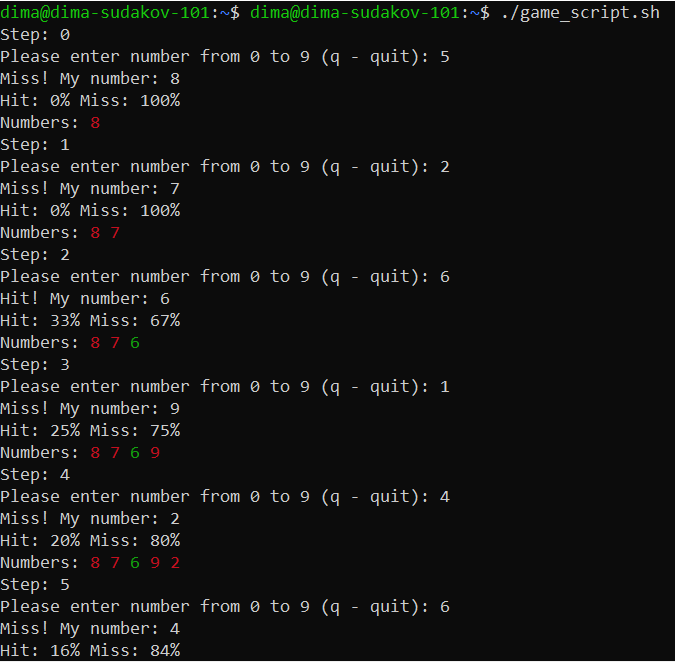 dima@dima-sudakov-101:~$ dima@dima-sudakov-101:~$ ./game_script.sh
Step: 0
Please enter number from 0 to 9 (q - quit): 5
Miss! My number: 8
Hit: 0% Miss: 100%
Numbers: 8
Step: 1
Please enter number from 0 to 9 (q - quit): 2
Miss! My number: 7
Hit: 0% Miss: 100%
Numbers: 8 7
Step: 2
Please enter number from 0 to 9 (q - quit): 6
Hit! My number: 6
Hit: 33% Miss: 67%
Numbers: 8 7 6
Step: 3
Please enter number from 0 to 9 (q - quit): 1
Miss! My number: 9
Hit: 25% Miss: 75%
Numbers: 8 7 6 9
Step: 4
Please enter number from 0 to 9 (q - quit): 4
Miss! My number: 2
Hit: 20% Miss: 80%
Numbers: 8 7 6 9 2
Step: 5
Please enter number from 0 to 9 (q - quit): 6
Miss! My number: 4
Hit: 16% Miss: 84%